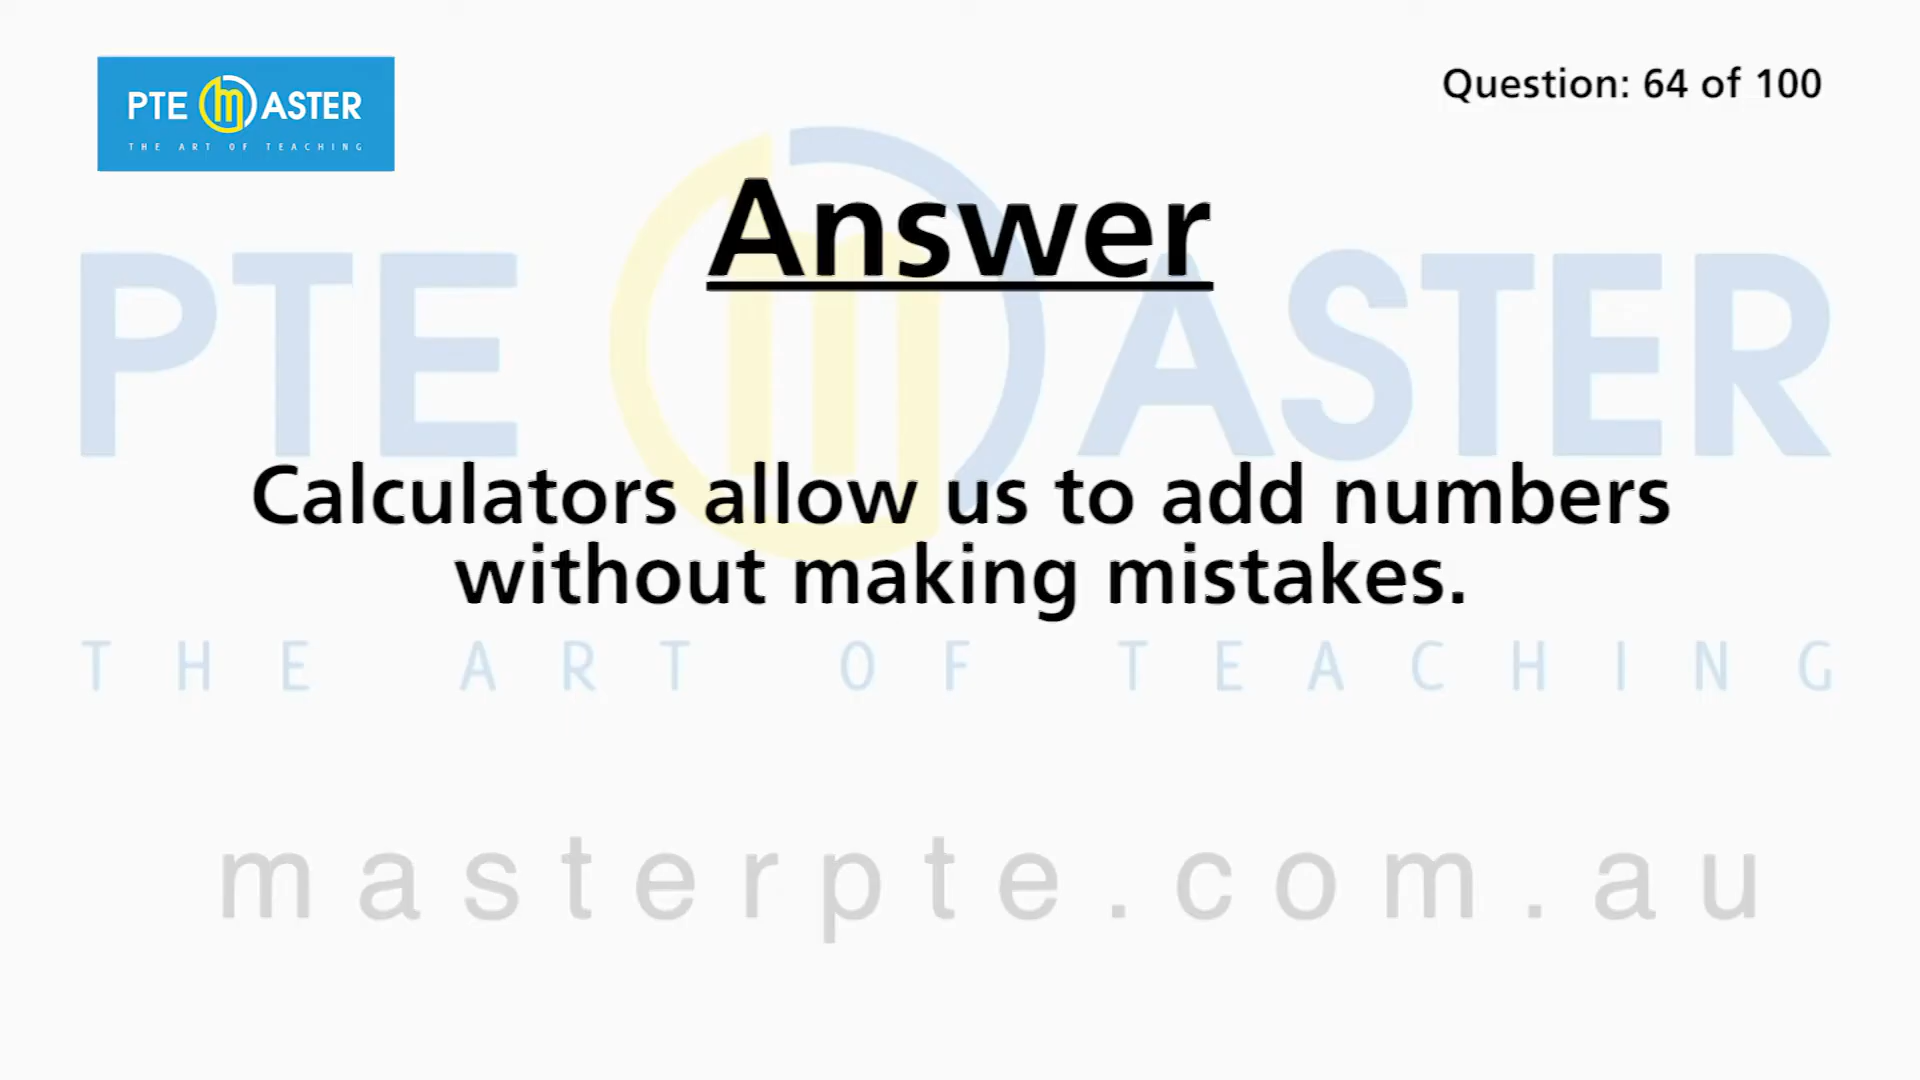 PTE MASTER
THE ART OF TEACHING
Question: 64 of 100
Answer
PTE MASTER
Calculators allow us to add numbers
without making mistakes.
THE ART OF TEACHING
masterpte.com.au